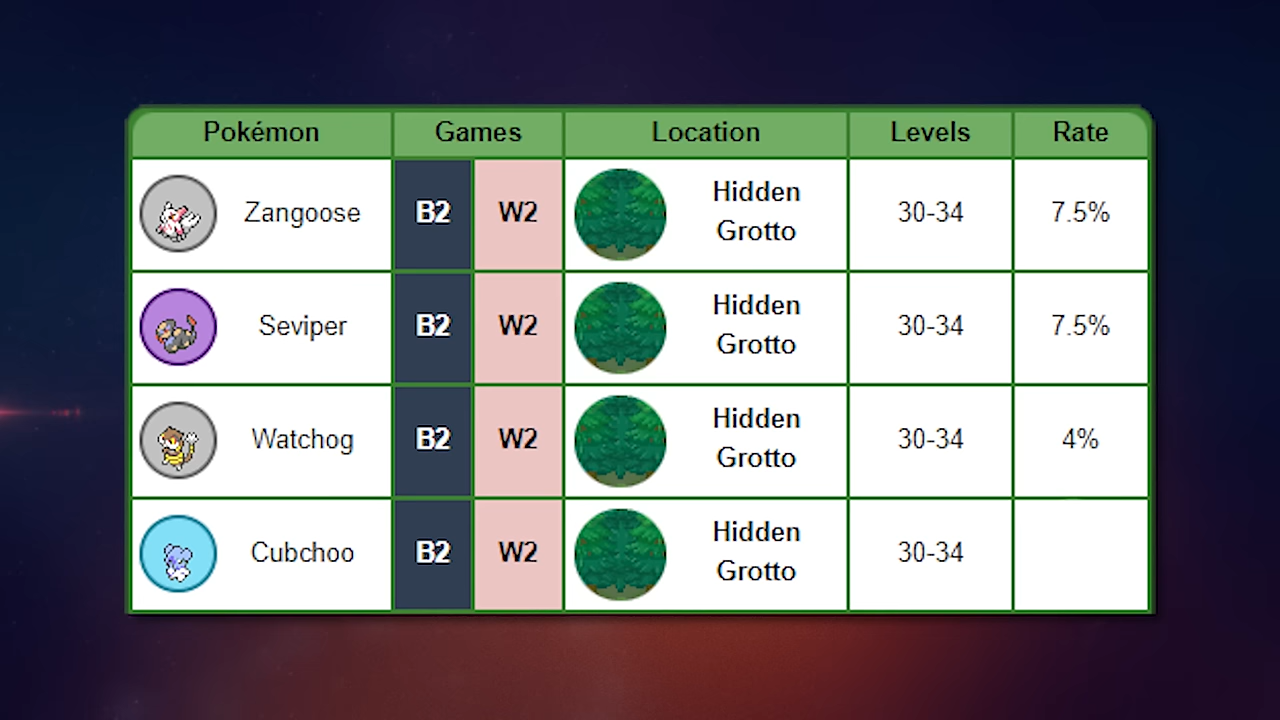 Pokémon Games Location Levels Rate
Zangoose B2 W2 Hidden Grotto 30-34 7.5%
Seviper B2 W2 Hidden Grotto 30-34 7.5%
Watchog B2 W2 Hidden Grotto 30-34 4%
Cubchoo B2 W2 Hidden Grotto 30-34